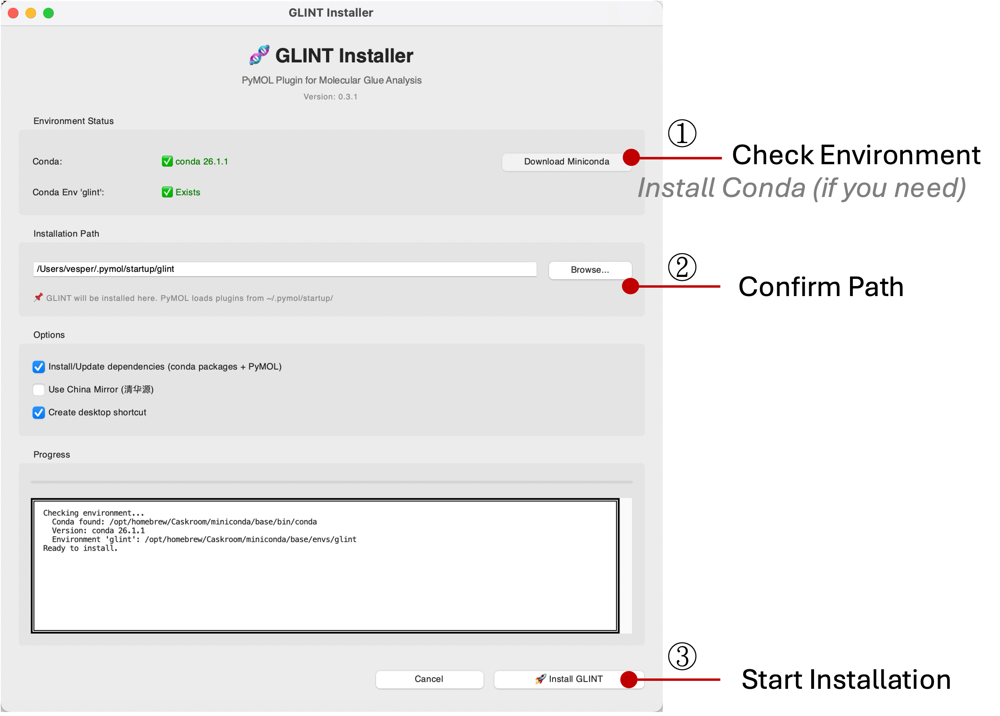 GLINT Installer
🧬 GLINT Installer
PyMOL Plugin for Molecular Glue Analysis
Version: 0.3.1
Environment Status
Conda: ✅ conda 26.1.1 Download Miniconda
Conda Env 'glint': ✅ Exists
① Check Environment
Install Conda (if you need)
Installation Path
/Users/vesper/.pymol/startup/glint Browse...
📌 GLINT will be installed here. PyMOL loads plugins from ~/.pymol/startup/
② Confirm Path
Options
Install/Update dependencies (conda packages + PyMOL)
Use China Mirror (清华源)
Create desktop shortcut
Progress
Checking environment...
Conda found: /opt/homebrew/Caskroom/miniconda/base/bin/conda
Version: conda 26.1.1
Environment 'glint': /opt/homebrew/Caskroom/miniconda/base/envs/glint
Ready to install.
Cancel 🚀 Install GLINT
③ Start Installation